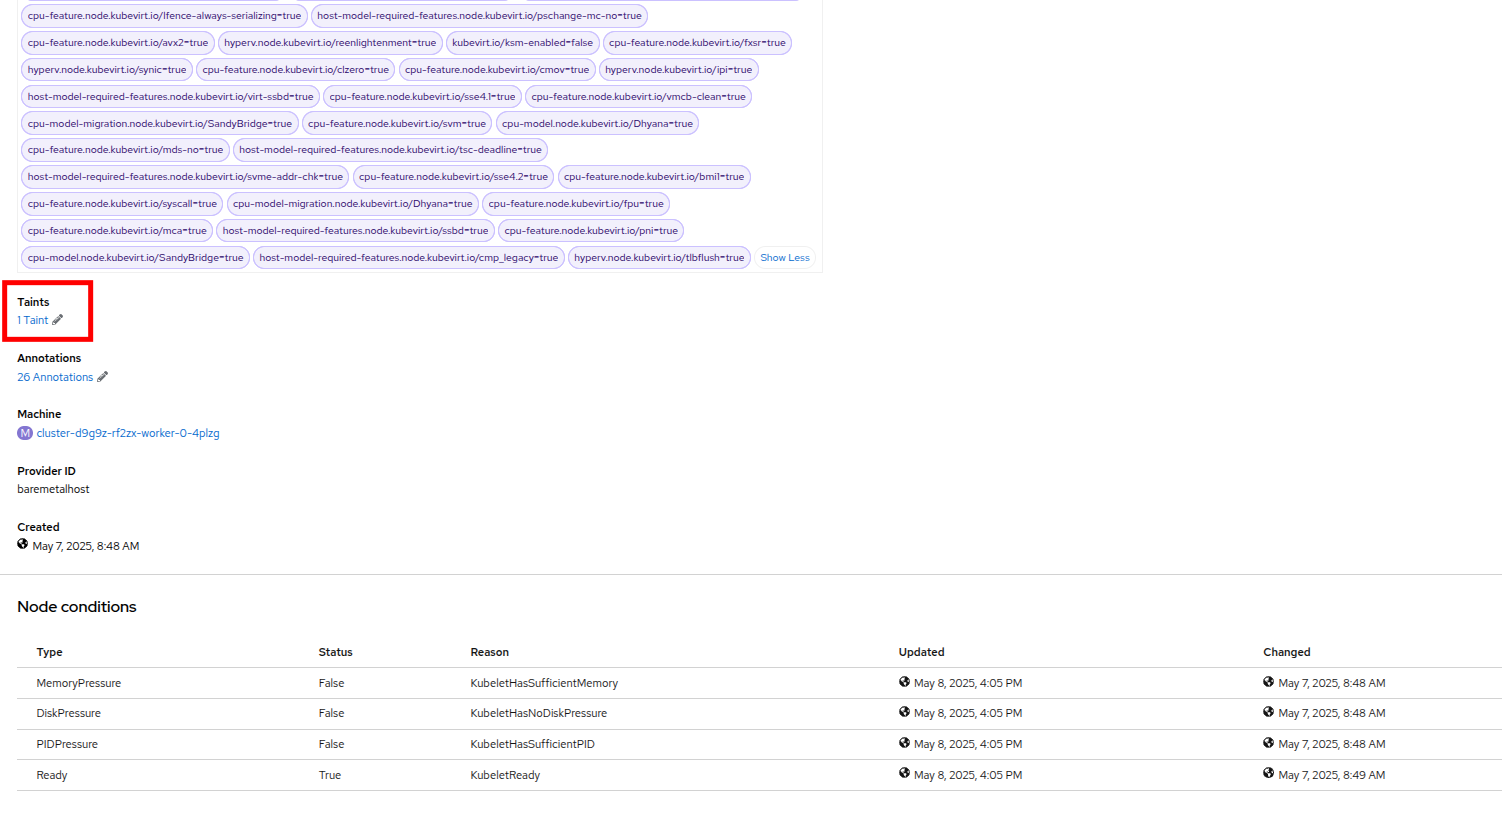 cpu-feature.node.kubevirt.io/lfence-always-serializing=true host-model-required-features.node.kubevirt.io/pschange-mc-no=true
cpu-feature.node.kubevirt.io/avx2=true hyperv.node.kubevirt.io/reenlightenment=true kubevirt.io/ksm-enabled=false cpu-feature.node.kubevirt.io/fxsr=true
hyperv.node.kubevirt.io/synic=true cpu-feature.node.kubevirt.io/clzero=true cpu-feature.node.kubevirt.io/cmov=true hyperv.node.kubevirt.io/ipi=true
host-model-required-features.node.kubevirt.io/virt-ssbd=true cpu-feature.node.kubevirt.io/sse4.1=true cpu-feature.node.kubevirt.io/vmcb-clean=true
cpu-model-migration.node.kubevirt.io/SandyBridge=true cpu-feature.node.kubevirt.io/svm=true cpu-model.node.kubevirt.io/Dhyana=true
cpu-feature.node.kubevirt.io/mds-no=true host-model-required-features.node.kubevirt.io/tsc-deadline=true
host-model-required-features.node.kubevirt.io/svme-addr-chk=true cpu-feature.node.kubevirt.io/sse4.2=true cpu-feature.node.kubevirt.io/bmi1=true
cpu-feature.node.kubevirt.io/syscall=true cpu-model-migration.node.kubevirt.io/Dhyana=true cpu-feature.node.kubevirt.io/fpu=true
cpu-feature.node.kubevirt.io/mca=true host-model-required-features.node.kubevirt.io/ssbd=true cpu-feature.node.kubevirt.io/pni=true
cpu-model.node.kubevirt.io/SandyBridge=true host-model-required-features.node.kubevirt.io/cmp_legacy=true hyperv.node.kubevirt.io/tlbflush=true Show Less
Taints
1 Taint
Annotations
26 Annotations
Machine
M cluster-d9g9z-rf2zx-worker-0-4plzg
Provider ID
baremetalhost
Created
May 7, 2025, 8:48 AM
Node conditions
Type Status Reason Updated Changed
MemoryPressure False KubeletHasSufficientMemory May 8, 2025, 4:05 PM May 7, 2025, 8:48 AM
DiskPressure False KubeletHasNoDiskPressure May 8, 2025, 4:05 PM May 7, 2025, 8:48 AM
PIDPressure False KubeletHasSufficientPID May 8, 2025, 4:05 PM May 7, 2025, 8:48 AM
Ready True KubeletReady May 8, 2025, 4:05 PM May 7, 2025, 8:49 AM